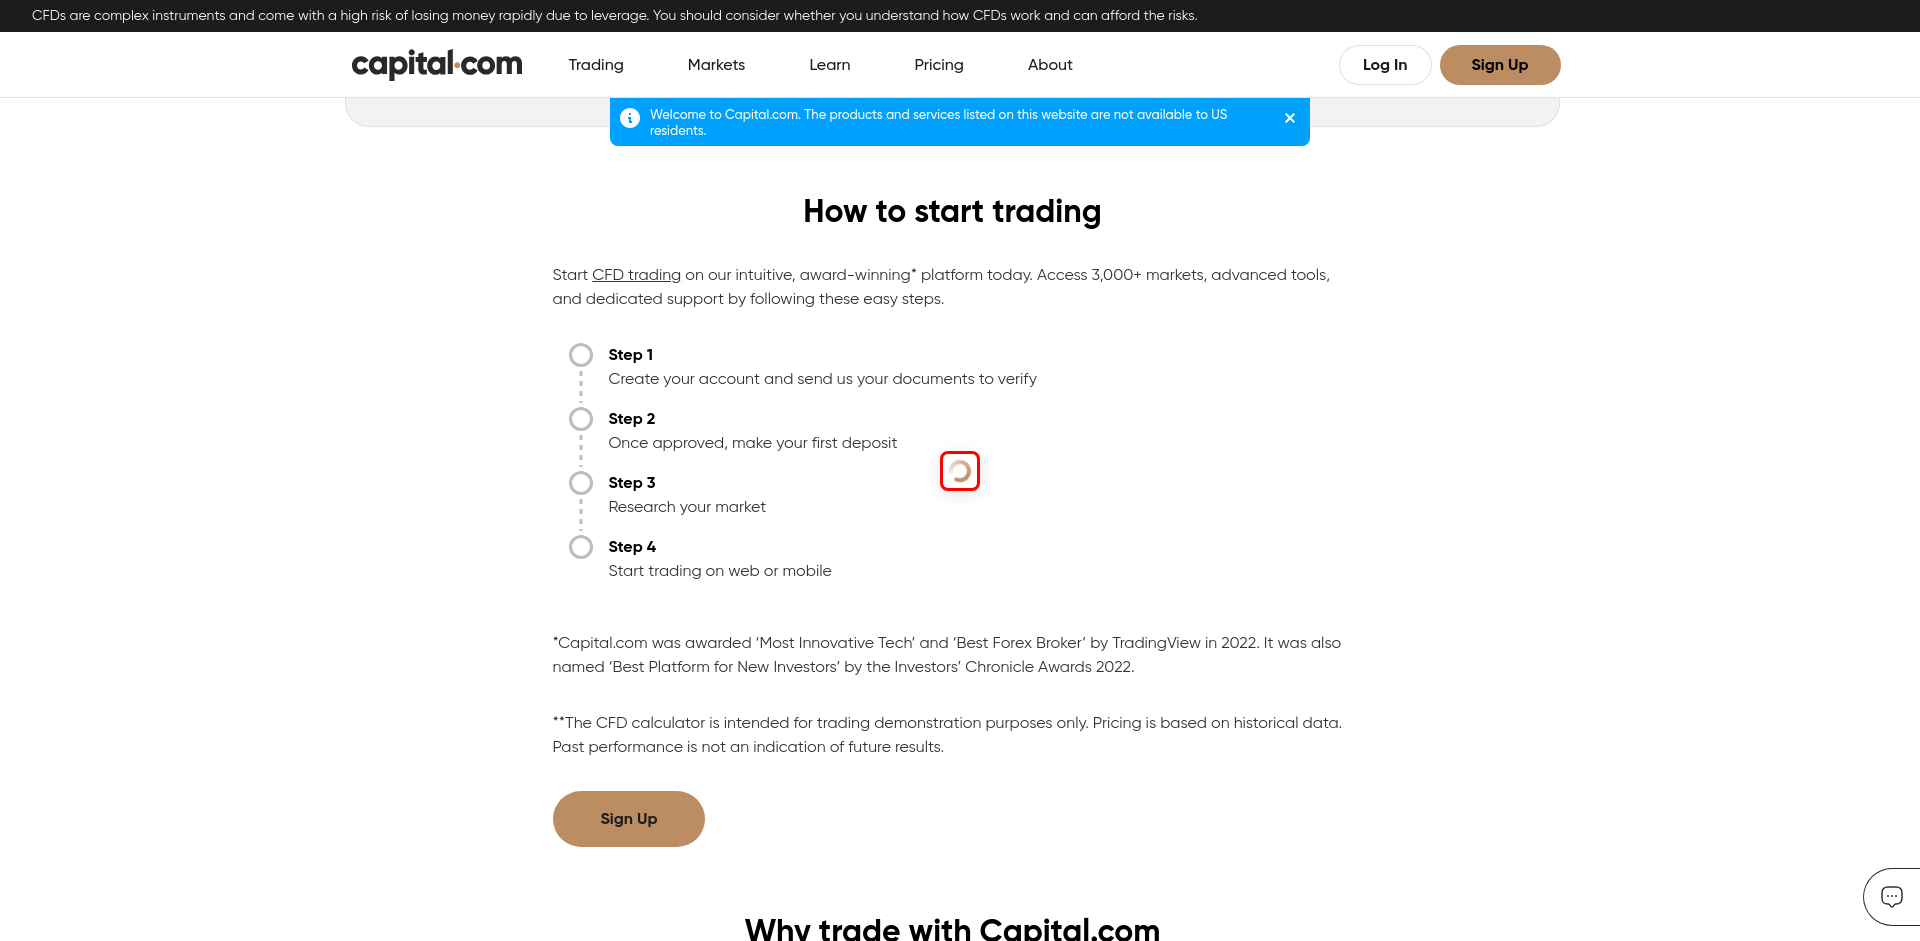 CFDs are complex instruments and come with a high risk of losing money rapidly due to leverage. You should consider whether you understand how CFDs work and can afford the risks.
capital.com Trading Markets Learn Pricing About Log In Sign Up
Welcome to Capital.com. The products and services listed on this website are not available to US
residents.
How to start trading
Start CFD trading on our intuitive, award-winning* platform today. Access 3,000+ markets, advanced tools,
and dedicated support by following these easy steps.
Step 1
Create your account and send us your documents to verify
Step 2
Once approved, make your first deposit
Step 3
Research your market
Step 4
Start trading on web or mobile
*Capital.com was awarded ‘Most Innovative Tech’ and ‘Best Forex Broker’ by TradingView in 2022. It was also
named ‘Best Platform for New Investors’ by the Investors’ Chronicle Awards 2022.
**The CFD calculator is intended for trading demonstration purposes only. Pricing is based on historical data.
Past performance is not an indication of future results.
Sign Up
Why trade with Capital.com